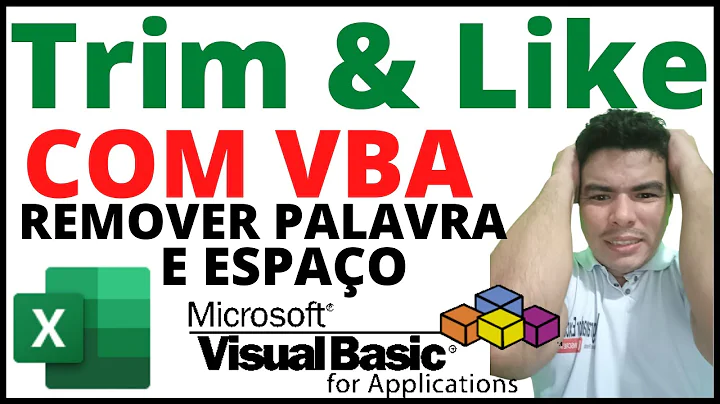 Trim & Like
COM VBA
REMOVER PALAVRA
E ESPAÇO
X
Microsoft®
Visual Basic®
for Applications